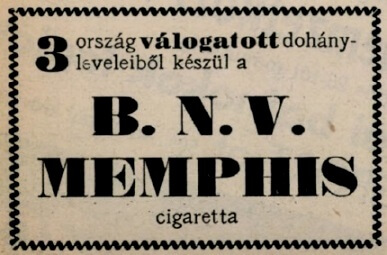 3 ország válogatott dohány-
leveleiből készül a
B. N. V.
MEMPHIS
cigaretta